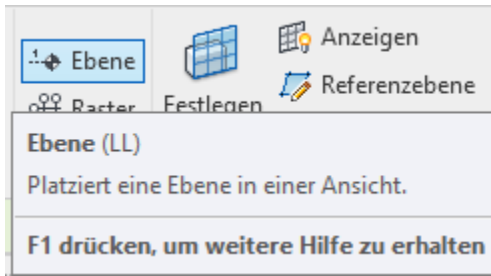 Ebene
Anzeigen
Referenzebene
Raster
Festlegen
Ebene (LL)
Platziert eine Ebene in einer Ansicht.
F1 drücken, um weitere Hilfe zu erhalten